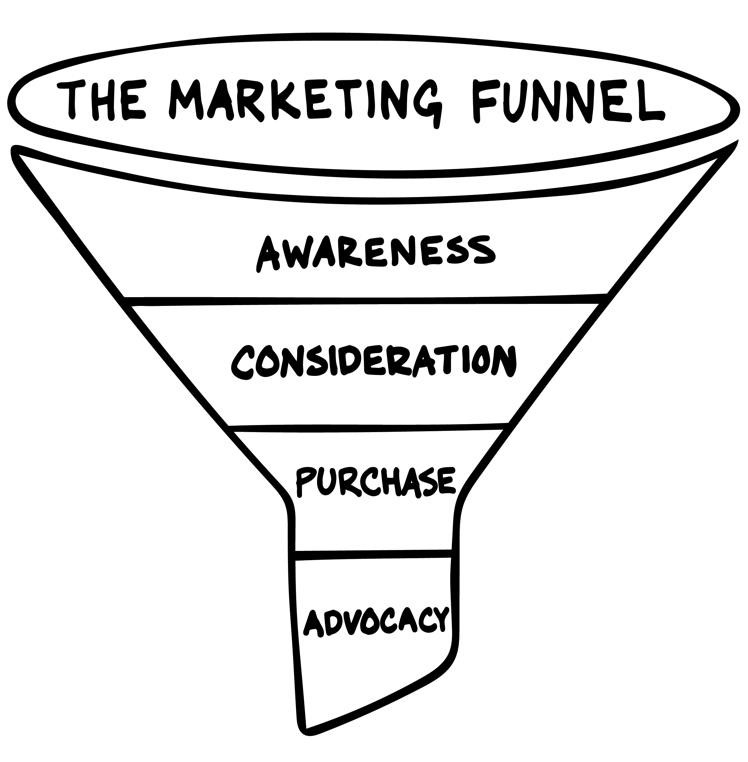 THE MARKETING FUNNEL
AWARENESS
CONSIDERATION
PURCHASE
ADVOCACY